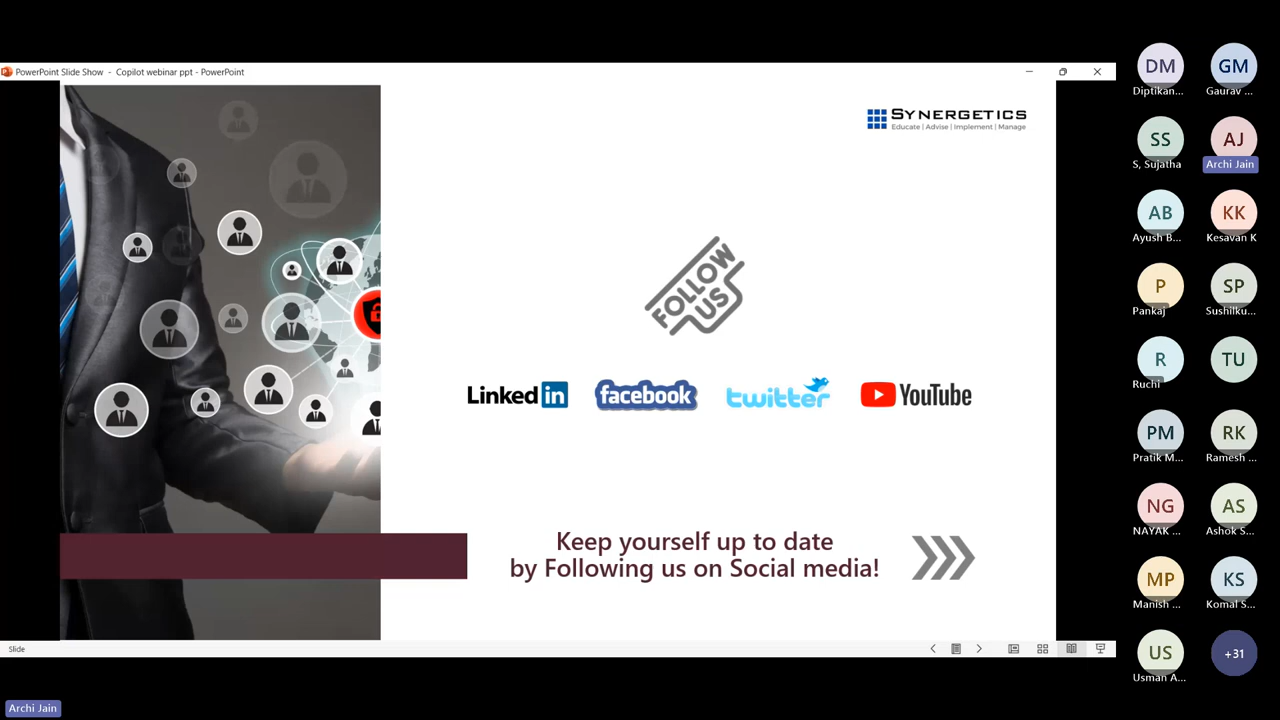 PowerPoint Slide Show - Copilot webinar ppt - PowerPoint
SYNERGETICS
Educate | Advise | Implement | Manage
FOLLOW
US
Linked in
facebook
twitter
YouTube
Keep yourself up to date
by Following us on Social media!
Slide
DM
Diptikan...
GM
Gaurav ...
SS
S, Sujatha
AJ
Archi Jain
AB
Ayush B...
KK
Kesavan K
P
Pankaj
SP
Sushilku...
R
Ruchi
TU
PM
Pratik M...
RK
Ramesh ...
NG
NAYAK ...
AS
Ashok S...
MP
Manish ...
KS
Komal S...
US
Usman A...
+31
Archi Jain